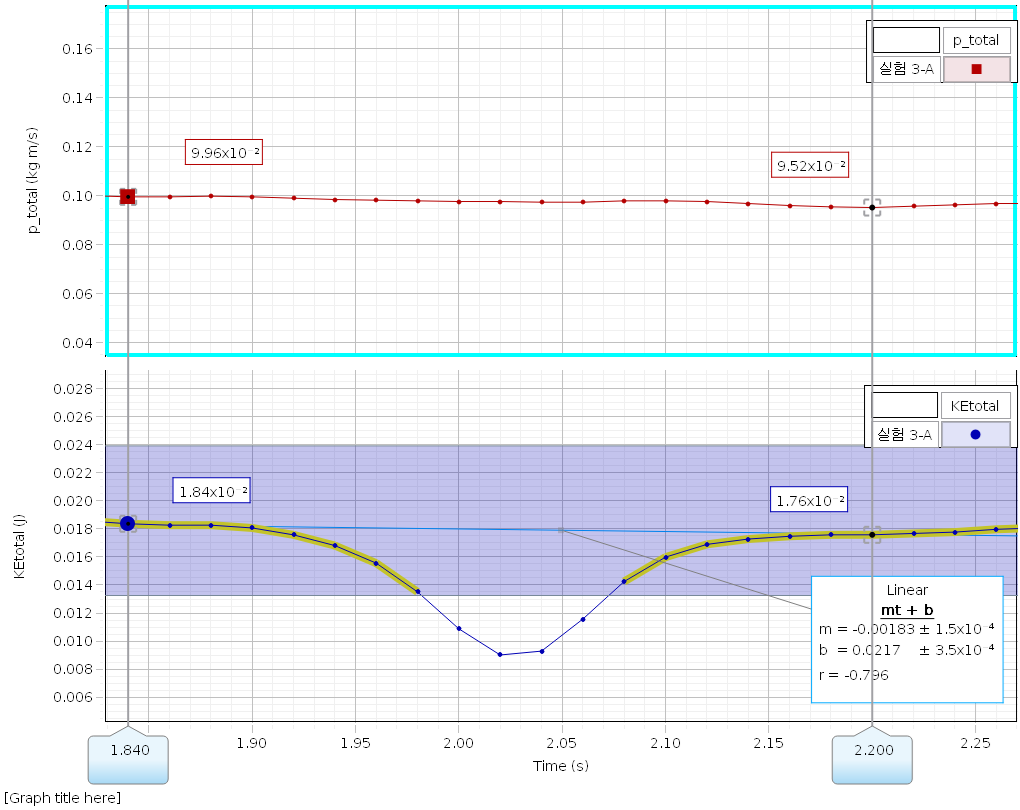 p_total
실험 3-A
0.16
0.14
0.12
0.10
0.08
0.06
0.04
p_total (kg m/s)
9.96x10⁻²
9.52x10⁻²
KEtotal
실험 3-A
0.028
0.026
0.024
0.022
0.020
0.018
0.016
0.014
0.012
0.010
0.008
0.006
KEtotal (J)
1.84x10⁻²
1.76x10⁻²
Linear
mt + b
m = -0.00183 ± 1.5x10⁻⁴
b = 0.0217 ± 3.5x10⁻⁴
r = -0.796
1.840 1.90 1.95 2.00 2.05 2.10 2.15 2.200 2.25
Time (s)
[Graph title here]